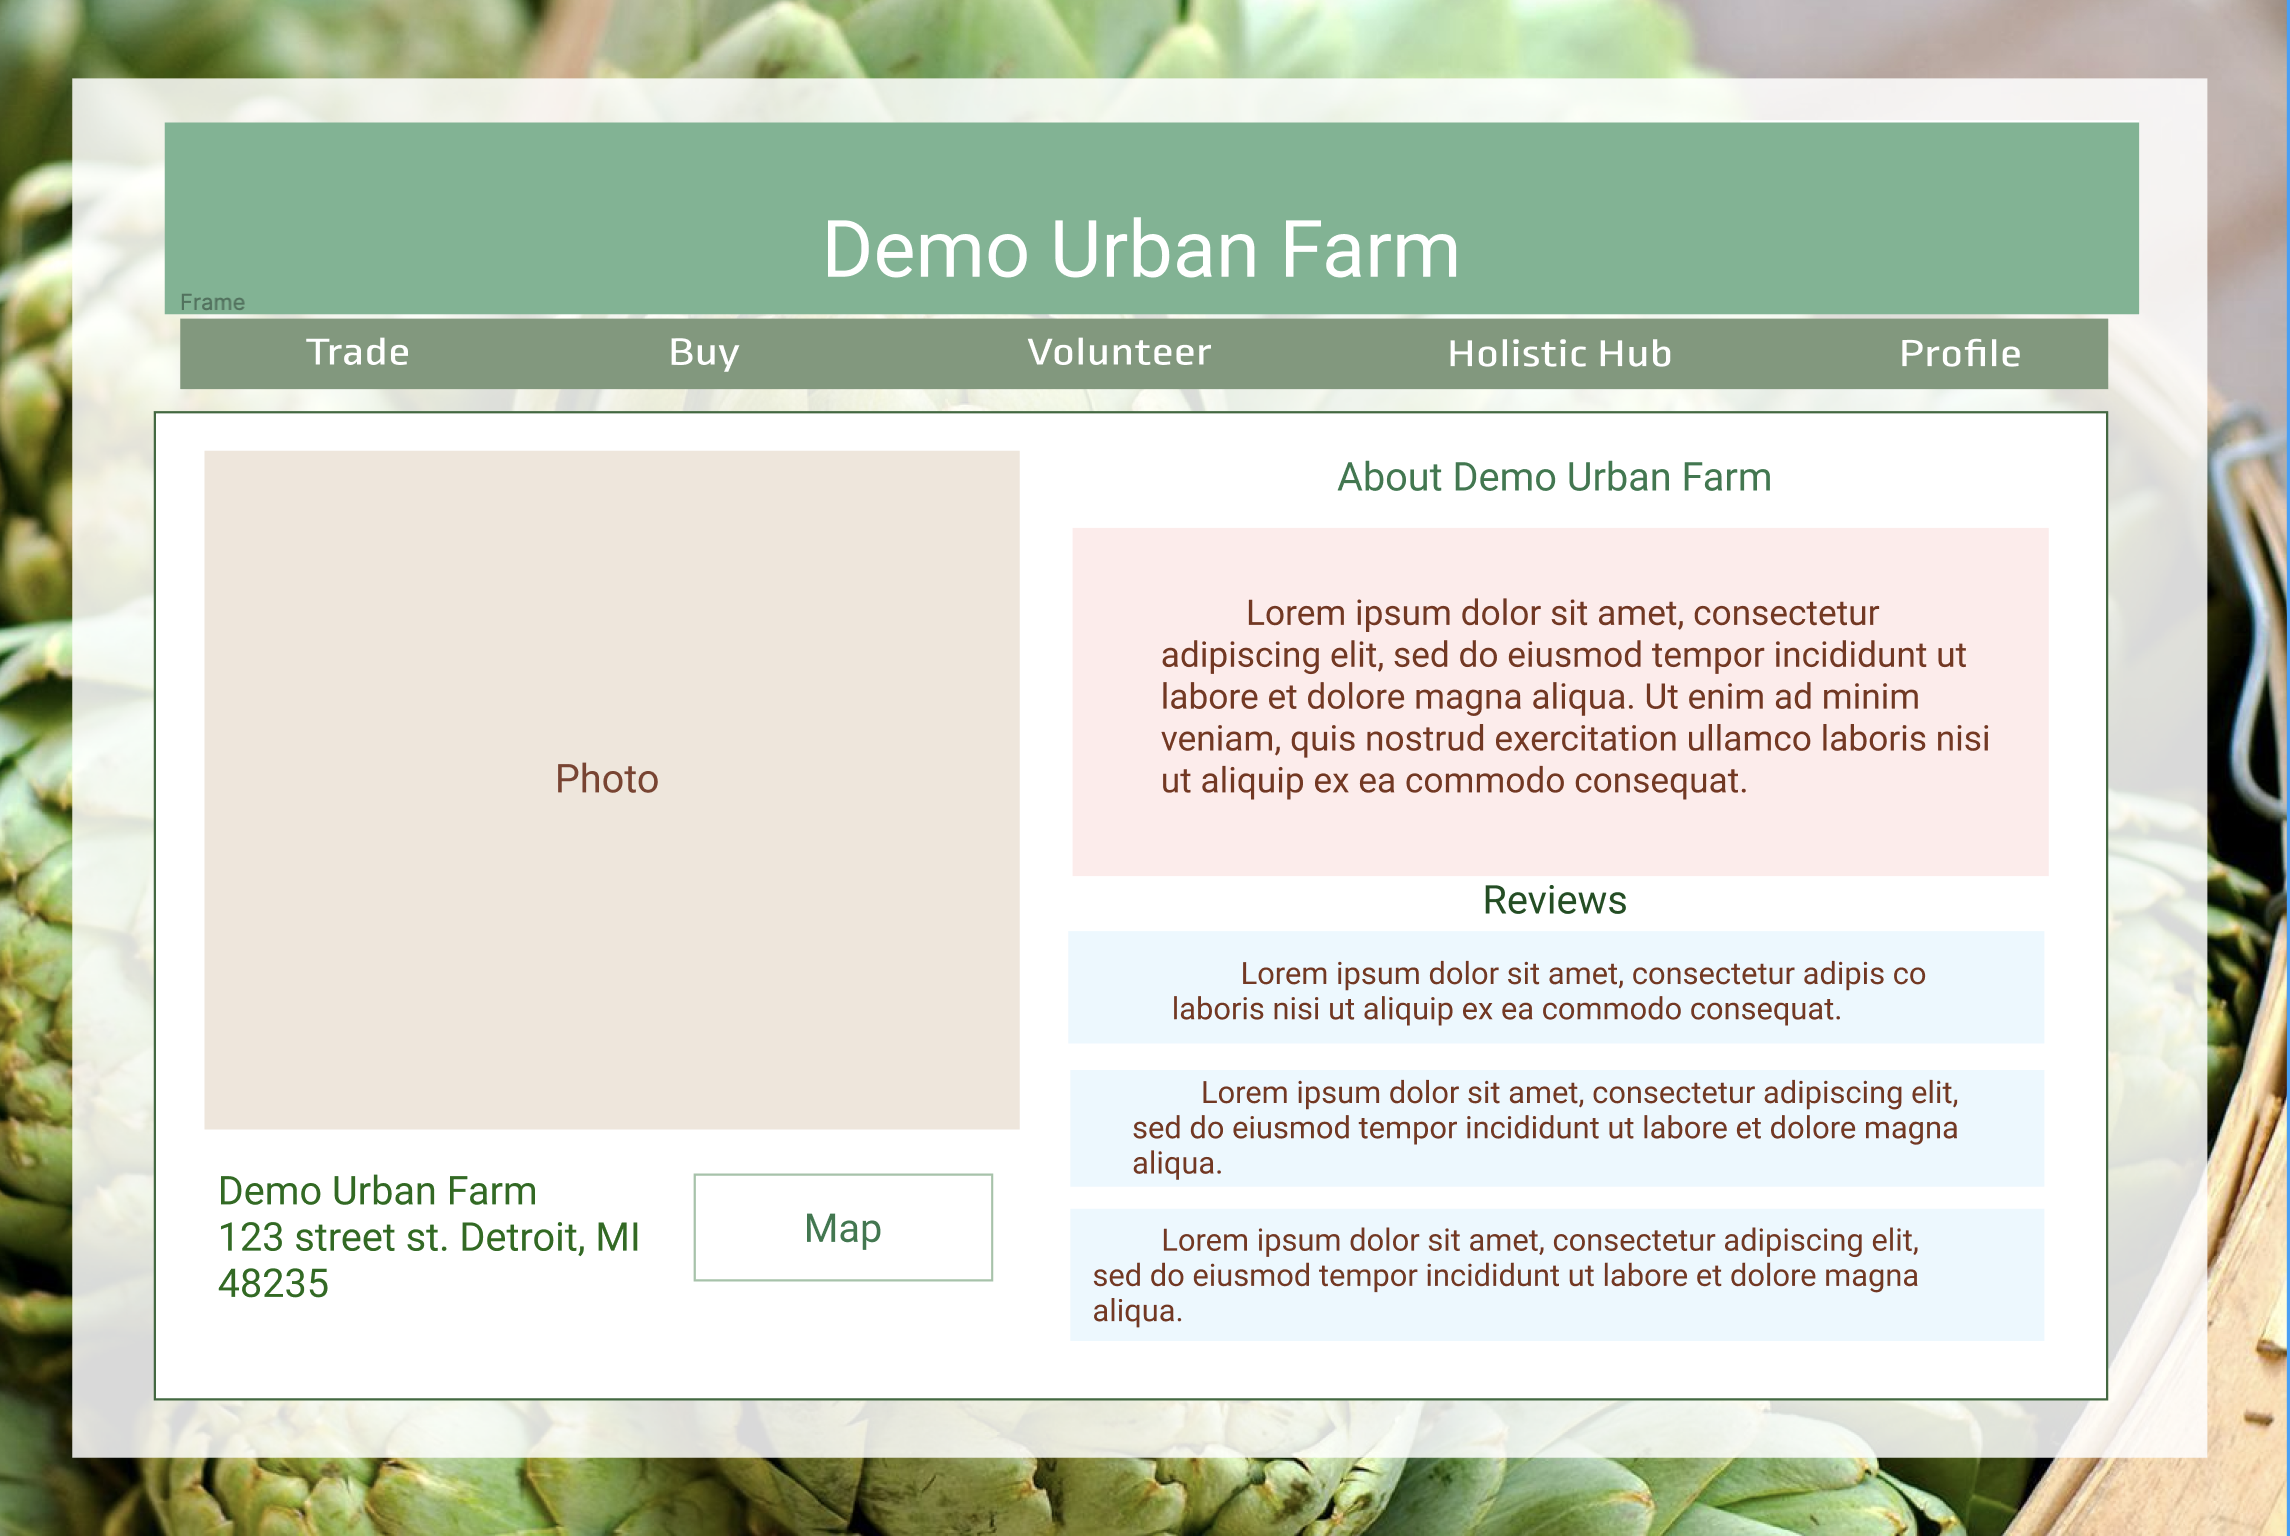 Demo Urban Farm
Frame
Trade Buy Volunteer Holistic Hub Profile
Photo
Demo Urban Farm
123 street st. Detroit, MI
48235
Map
About Demo Urban Farm
Lorem ipsum dolor sit amet, consectetur
adipiscing elit, sed do eiusmod tempor incididunt ut
labore et dolore magna aliqua. Ut enim ad minim
veniam, quis nostrud exercitation ullamco laboris nisi
ut aliquip ex ea commodo consequat.
Reviews
Lorem ipsum dolor sit amet, consectetur adipis co
laboris nisi ut aliquip ex ea commodo consequat.
Lorem ipsum dolor sit amet, consectetur adipiscing elit,
sed do eiusmod tempor incididunt ut labore et dolore magna
aliqua.
Lorem ipsum dolor sit amet, consectetur adipiscing elit,
sed do eiusmod tempor incididunt ut labore et dolore magna
aliqua.